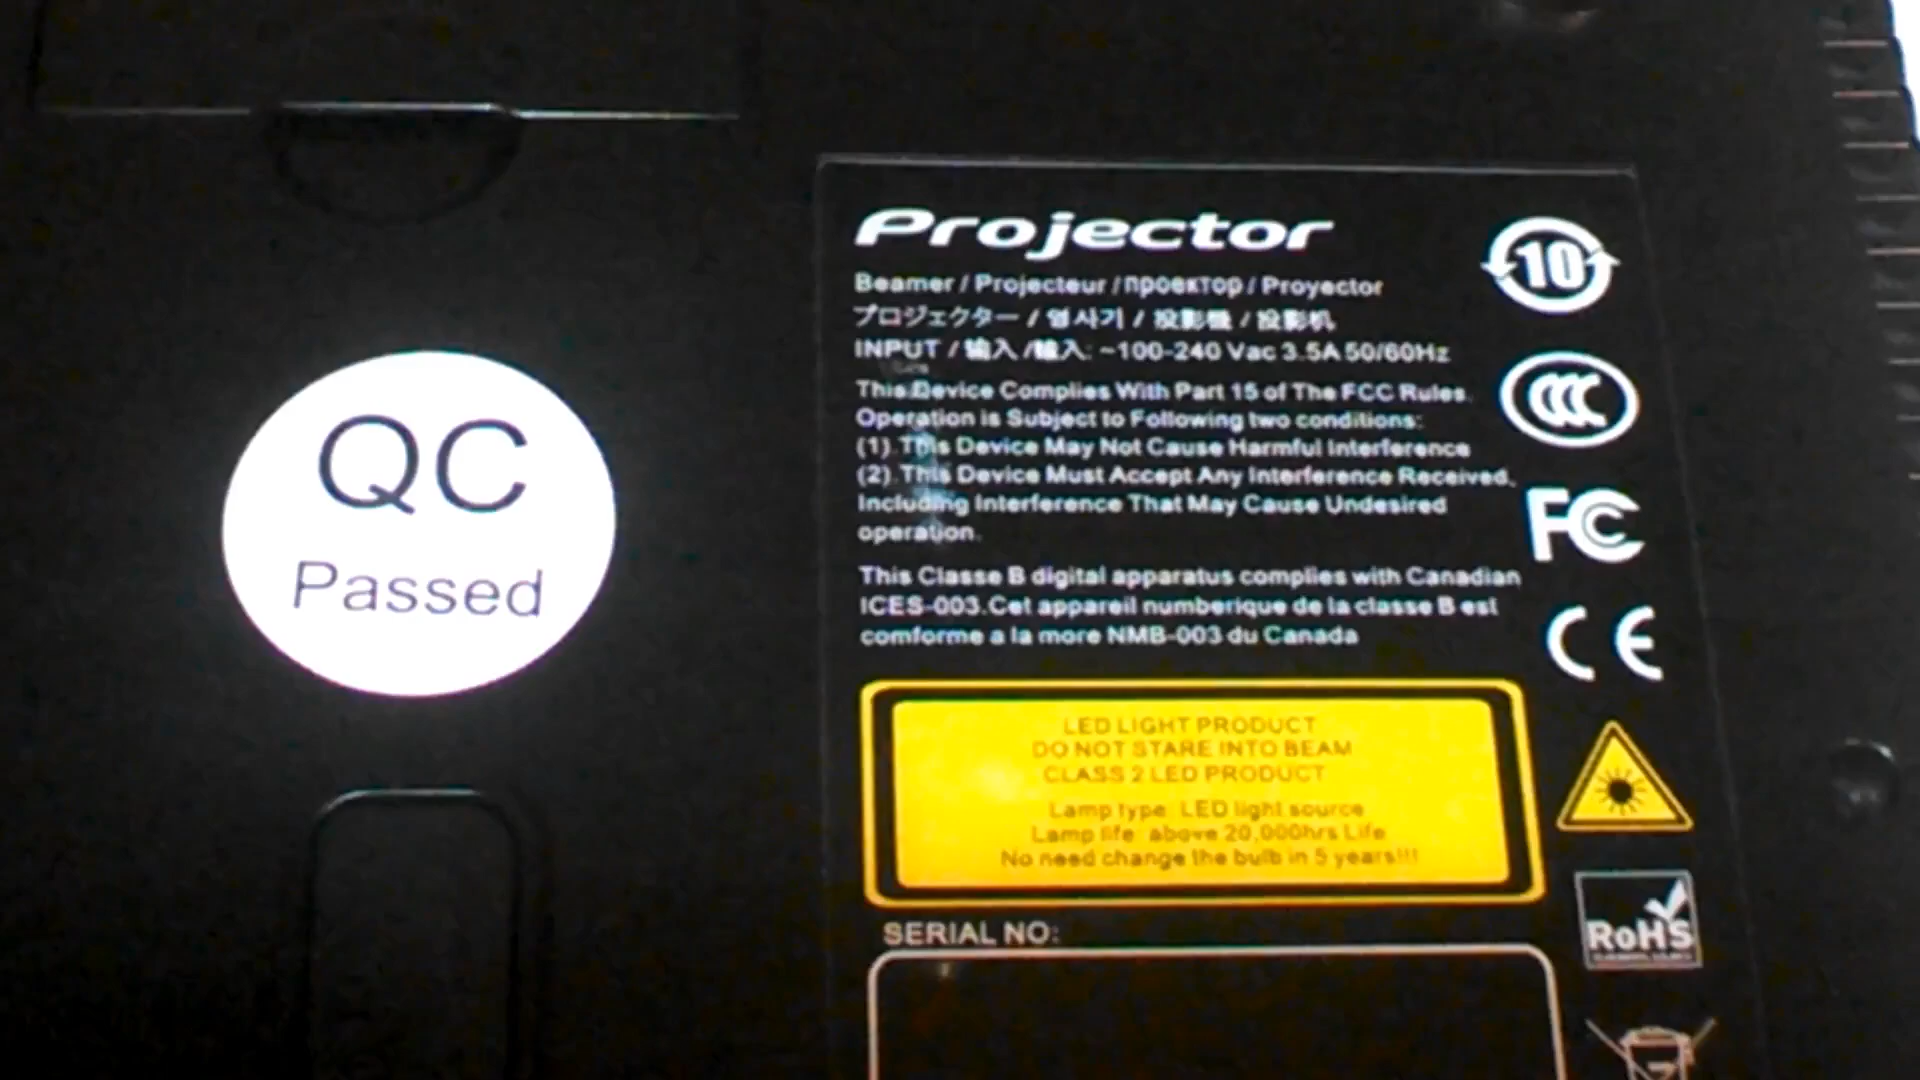 QC
Passed
Projector
Beamer / Projecteur / проектор / Proyector
プロジェクター / 영사기 / 投影機 / 投影机
INPUT / 输入 /輸入: ~100-240 Vac 3.5A 50/60Hz
This Device Complies With Part 15 of The FCC Rules.
Operation is Subject to Following two conditions:
(1).This Device May Not Cause Harmful Interference
(2).This Device Must Accept Any Interference Received,
Including Interference That May Cause Undesired
operation.
This Classe B digital apparatus complies with Canadian
ICES-003.Cet appareil numberique de la classe B est
comforme a la more NMB-003 du Canada
LED LIGHT PRODUCT
DO NOT STARE INTO BEAM
CLASS 2 LED PRODUCT
Lamp type: LED light source
Lamp life: above 20,000hrs Life
No need change the bulb in 5 years!!!
SERIAL NO:
10
CCC
FC
CE
RoHS